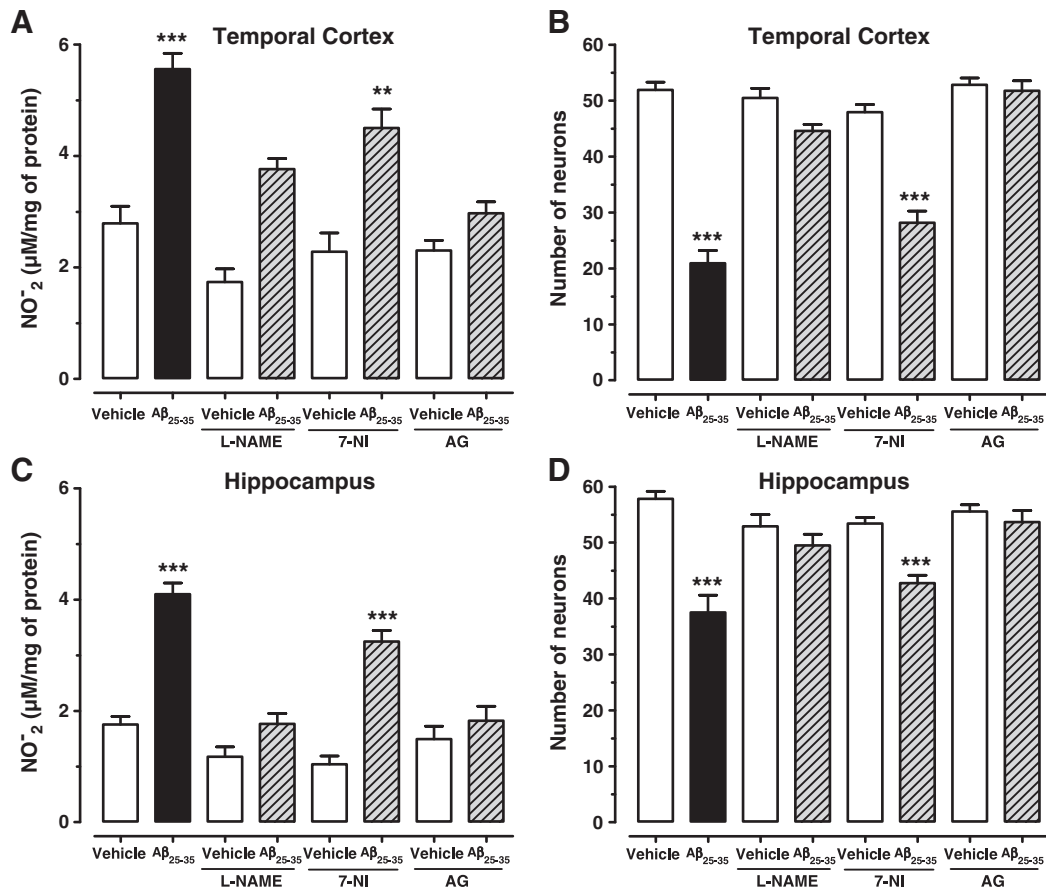 A
Temporal Cortex
NO⁻₂ (μM/mg of protein)
6
4
2
0
***
**
Vehicle Aβ₂₅₋₃₅ Vehicle Aβ₂₅₋₃₅ Vehicle Aβ₂₅₋₃₅ Vehicle Aβ₂₅₋₃₅
L-NAME 7-NI AG
B
Temporal Cortex
Number of neurons
60
50
40
30
20
10
0
***
***
Vehicle Aβ₂₅₋₃₅ Vehicle Aβ₂₅₋₃₅ Vehicle Aβ₂₅₋₃₅ Vehicle Aβ₂₅₋₃₅
L-NAME 7-NI AG
C
Hippocampus
NO⁻₂ (μM/mg of protein)
6
4
2
0
***
***
Vehicle Aβ₂₅₋₃₅ Vehicle Aβ₂₅₋₃₅ Vehicle Aβ₂₅₋₃₅ Vehicle Aβ₂₅₋₃₅
L-NAME 7-NI AG
D
Hippocampus
Number of neurons
60
50
40
30
20
10
0
***
***
Vehicle Aβ₂₅₋₃₅ Vehicle Aβ₂₅₋₃₅ Vehicle Aβ₂₅₋₃₅ Vehicle Aβ₂₅₋₃₅
L-NAME 7-NI AG